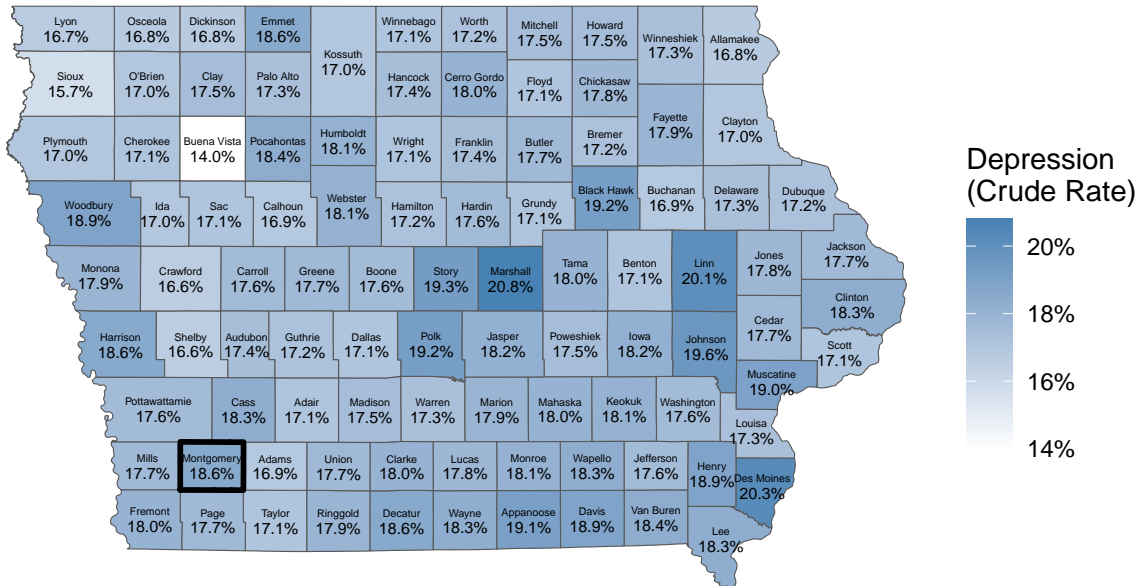 Lyon
16.7%
Osceola
16.8%
Dickinson
16.8%
Emmet
18.6%
Kossuth
17.0%
Winnebago
17.1%
Worth
17.2%
Mitchell
17.5%
Howard
17.5%
Winneshiek
17.3%
Allamakee
16.8%
Sioux
15.7%
O'Brien
17.0%
Clay
17.5%
Palo Alto
17.3%
Hancock
17.4%
Cerro Gordo
18.0%
Floyd
17.1%
Chickasaw
17.8%
Fayette
17.9%
Clayton
17.0%
Plymouth
17.0%
Cherokee
17.1%
Buena Vista
14.0%
Pocahontas
18.4%
Humboldt
18.1%
Wright
17.1%
Franklin
17.4%
Butler
17.7%
Bremer
17.2%
Woodbury
18.9%
Ida
17.0%
Sac
17.1%
Calhoun
16.9%
Webster
18.1%
Hamilton
17.2%
Hardin
17.6%
Grundy
17.1%
Black Hawk
19.2%
Buchanan
16.9%
Delaware
17.3%
Dubuque
17.2%
Monona
17.9%
Crawford
16.6%
Carroll
17.6%
Greene
17.7%
Boone
17.6%
Story
19.3%
Marshall
20.8%
Tama
18.0%
Benton
17.1%
Linn
20.1%
Jones
17.8%
Jackson
17.7%
Clinton
18.3%
Harrison
18.6%
Shelby
16.6%
Audubon
17.4%
Guthrie
17.2%
Dallas
17.1%
Polk
19.2%
Jasper
18.2%
Poweshiek
17.5%
Iowa
18.2%
Johnson
19.6%
Cedar
17.7%
Scott
17.1%
Muscatine
19.0%
Pottawattamie
17.6%
Cass
18.3%
Adair
17.1%
Madison
17.5%
Warren
17.3%
Marion
17.9%
Mahaska
18.0%
Keokuk
18.1%
Washington
17.6%
Louisa
17.3%
Mills
17.7%
Montgomery
18.6%
Adams
16.9%
Union
17.7%
Clarke
18.0%
Lucas
17.8%
Monroe
18.1%
Wapello
18.3%
Jefferson
17.6%
Henry
18.9%
Des Moines
20.3%
Fremont
18.0%
Page
17.7%
Taylor
17.1%
Ringgold
17.9%
Decatur
18.6%
Wayne
18.3%
Appanoose
19.1%
Davis
18.9%
Van Buren
18.4%
Lee
18.3%
Depression
(Crude Rate)
20%
18%
16%
14%